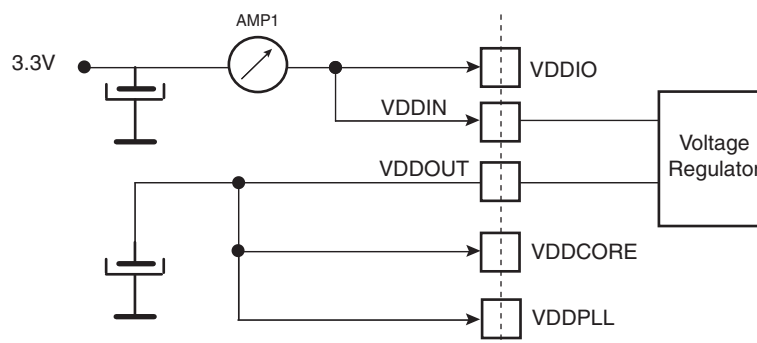 AMP1
3.3V
VDDIO
VDDIN
Voltage
Regulator
VDDOUT
VDDCORE
VDDPLL